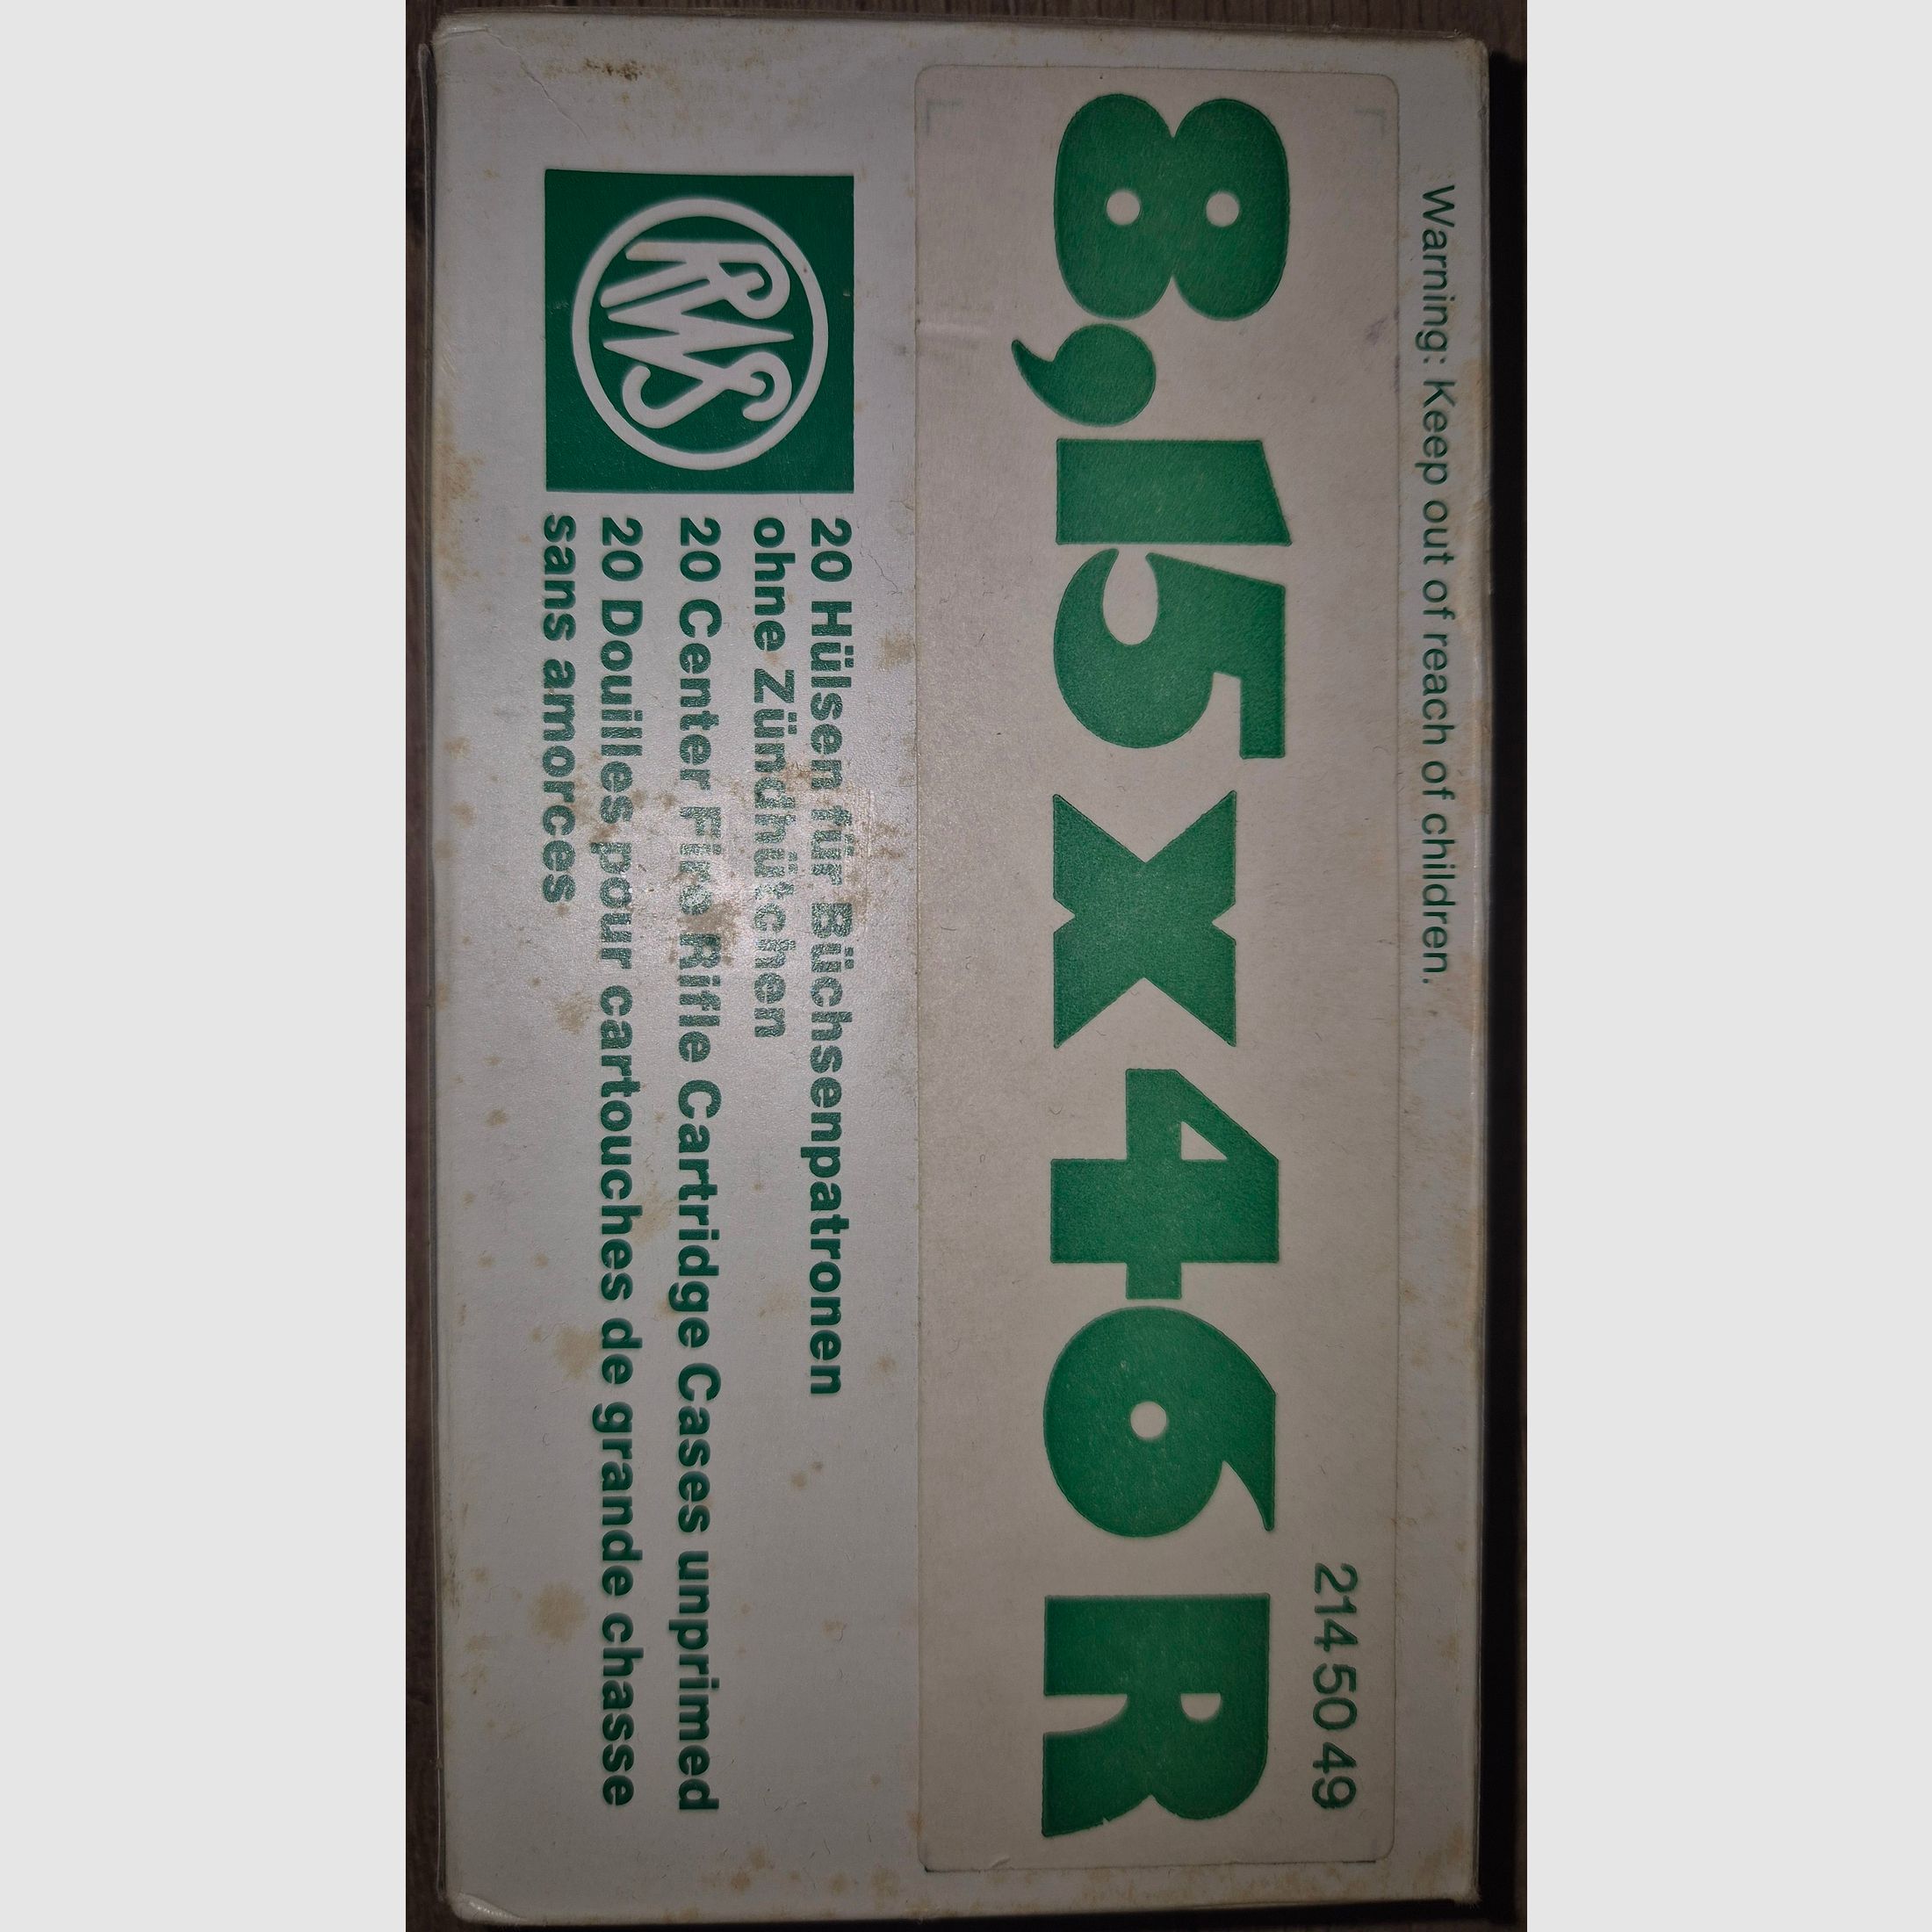 Warning: Keep out of reach of children.
214 50 49
8,15x46R
RWS
20 Hülsen für Büchsenpatronen
ohne Zündhütchen
20 Center Fire Rifle Cartridge Cases unprimed
20 Douilles pour cartouches de grande chasse
sans amorces